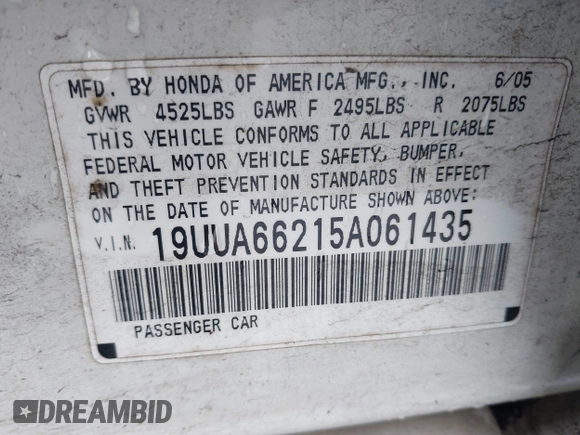 MFD. BY HONDA OF AMERICA MFG., INC. 6/05
GVWR 4525LBS GAWR F 2495LBS R 2075LBS
THIS VEHICLE CONFORMS TO ALL APPLICABLE
FEDERAL MOTOR VEHICLE SAFETY, BUMPER,
AND THEFT PREVENTION STANDARDS IN EFFECT
ON THE DATE OF MANUFACTURE SHOWN ABOVE:
V.I.N. 19UUA66215A061435
PASSENGER CAR
DREAMBID